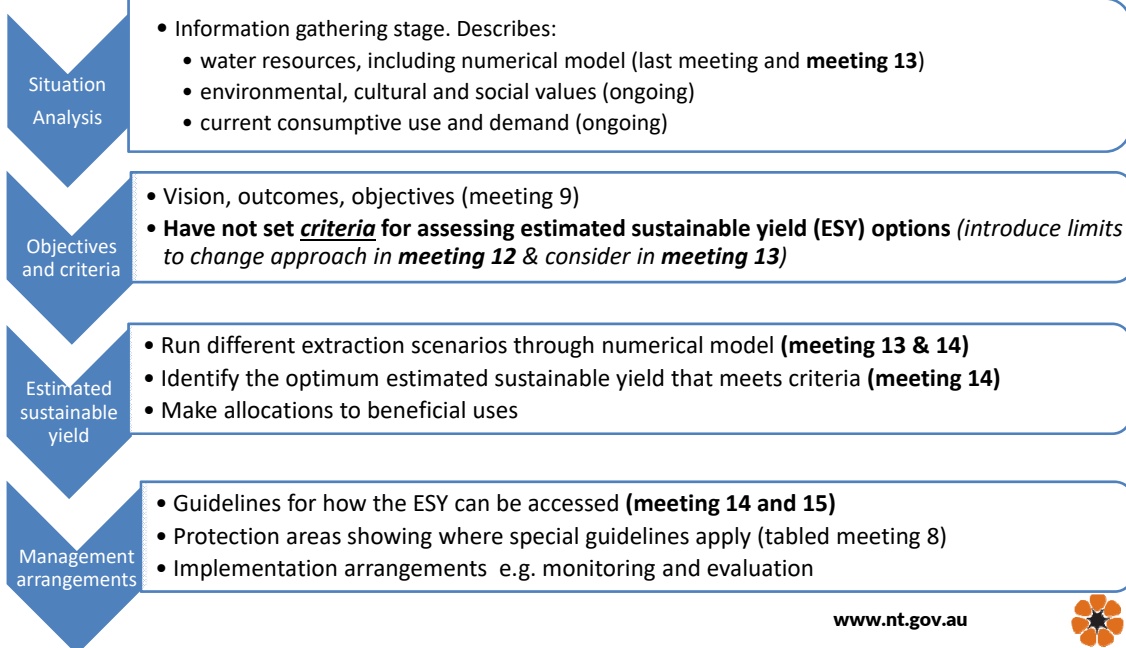 Situation
Analysis
• Information gathering stage. Describes:
• water resources, including numerical model (last meeting and meeting 13)
• environmental, cultural and social values (ongoing)
• current consumptive use and demand (ongoing)
Objectives
and criteria
• Vision, outcomes, objectives (meeting 9)
• Have not set criteria for assessing estimated sustainable yield (ESY) options (introduce limits
to change approach in meeting 12 & consider in meeting 13)
Estimated
sustainable
yield
• Run different extraction scenarios through numerical model (meeting 13 & 14)
• Identify the optimum estimated sustainable yield that meets criteria (meeting 14)
• Make allocations to beneficial uses
Management
arrangements
• Guidelines for how the ESY can be accessed (meeting 14 and 15)
• Protection areas showing where special guidelines apply (tabled meeting 8)
• Implementation arrangements e.g. monitoring and evaluation
www.nt.gov.au